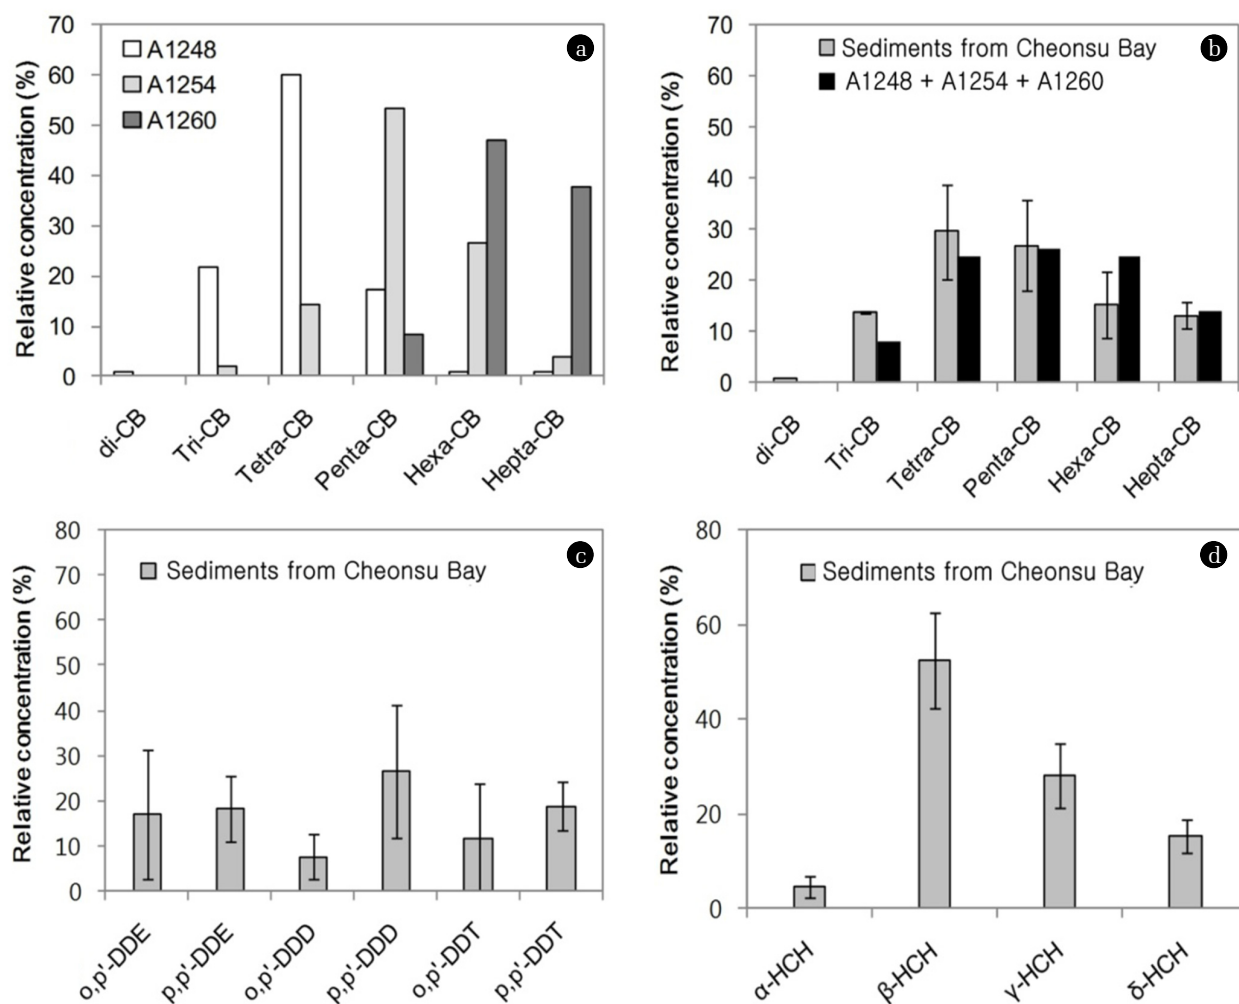 Relative concentration (%)
70
60
50
40
30
20
10
0
A1248
A1254
A1260
a
di-CB
Tri-CB
Tetra-CB
Penta-CB
Hexa-CB
Hepta-CB
Relative concentration (%)
70
60
50
40
30
20
10
0
Sediments from Cheonsu Bay
A1248 + A1254 + A1260
b
di-CB
Tri-CB
Tetra-CB
Penta-CB
Hexa-CB
Hepta-CB
Relative concentration (%)
80
70
60
50
40
30
20
10
0
Sediments from Cheonsu Bay
c
o,p'-DDE
p,p'-DDE
o,p'-DDD
p,p'-DDD
o,p'-DDT
p,p'-DDT
Relative concentration (%)
80
60
40
20
0
Sediments from Cheonsu Bay
d
α-HCH
β-HCH
γ-HCH
δ-HCH